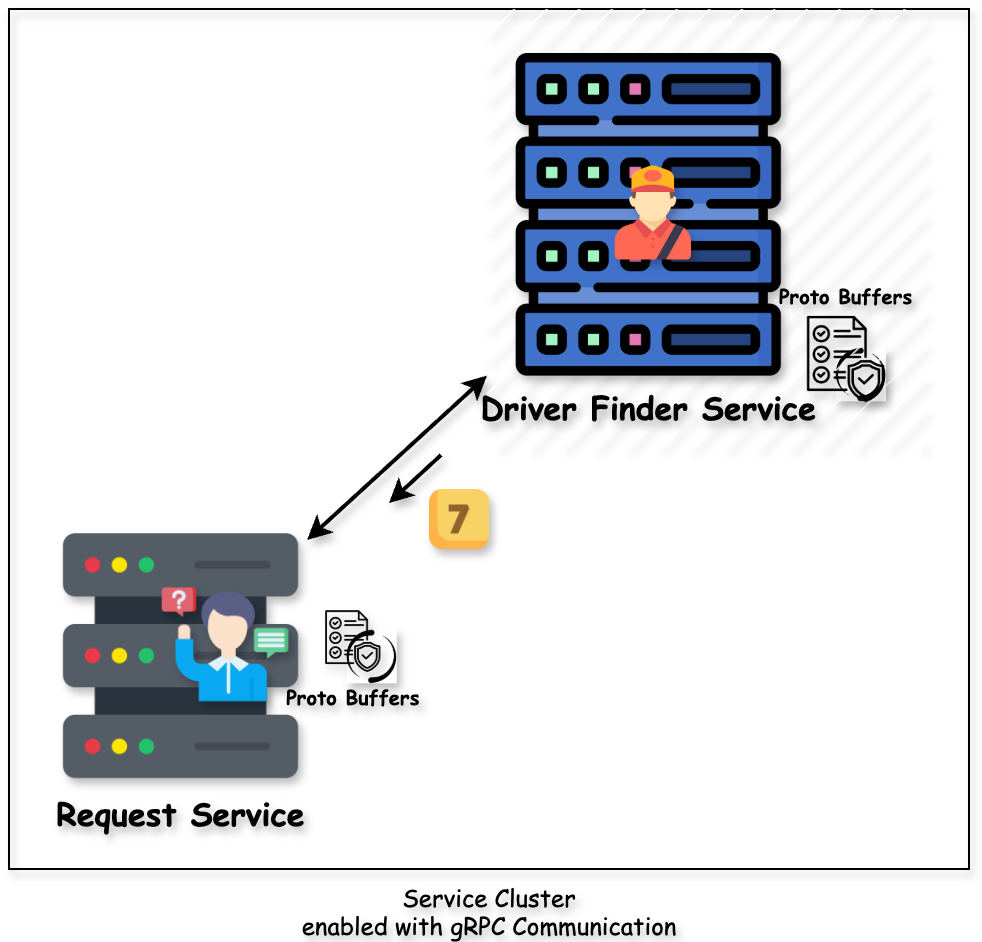 Proto Buffers
Driver Finder Service
7
?
Proto Buffers
Request Service
Service Cluster
enabled with gRPC Communication